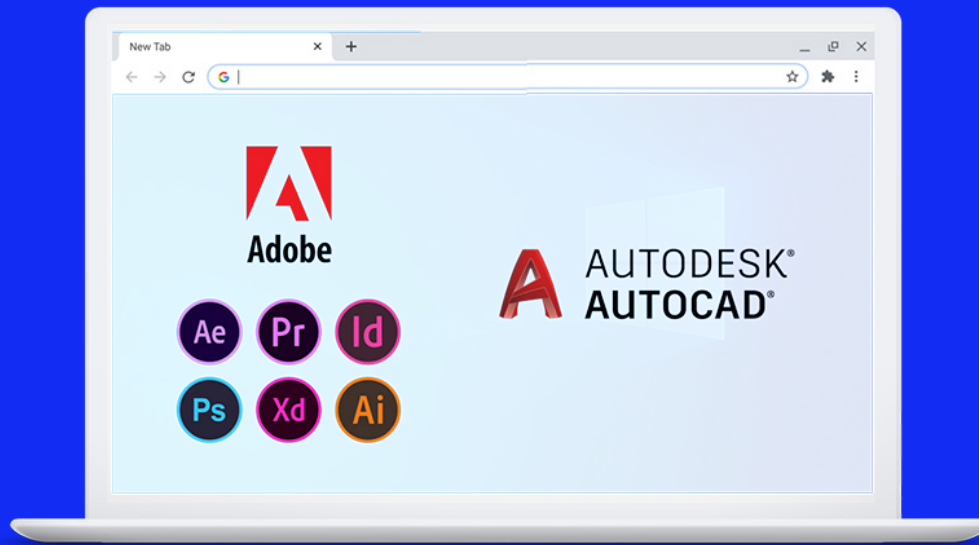 New Tab
Adobe
Ae Pr Id
Ps Xd Ai
AUTODESK®
AUTOCAD®